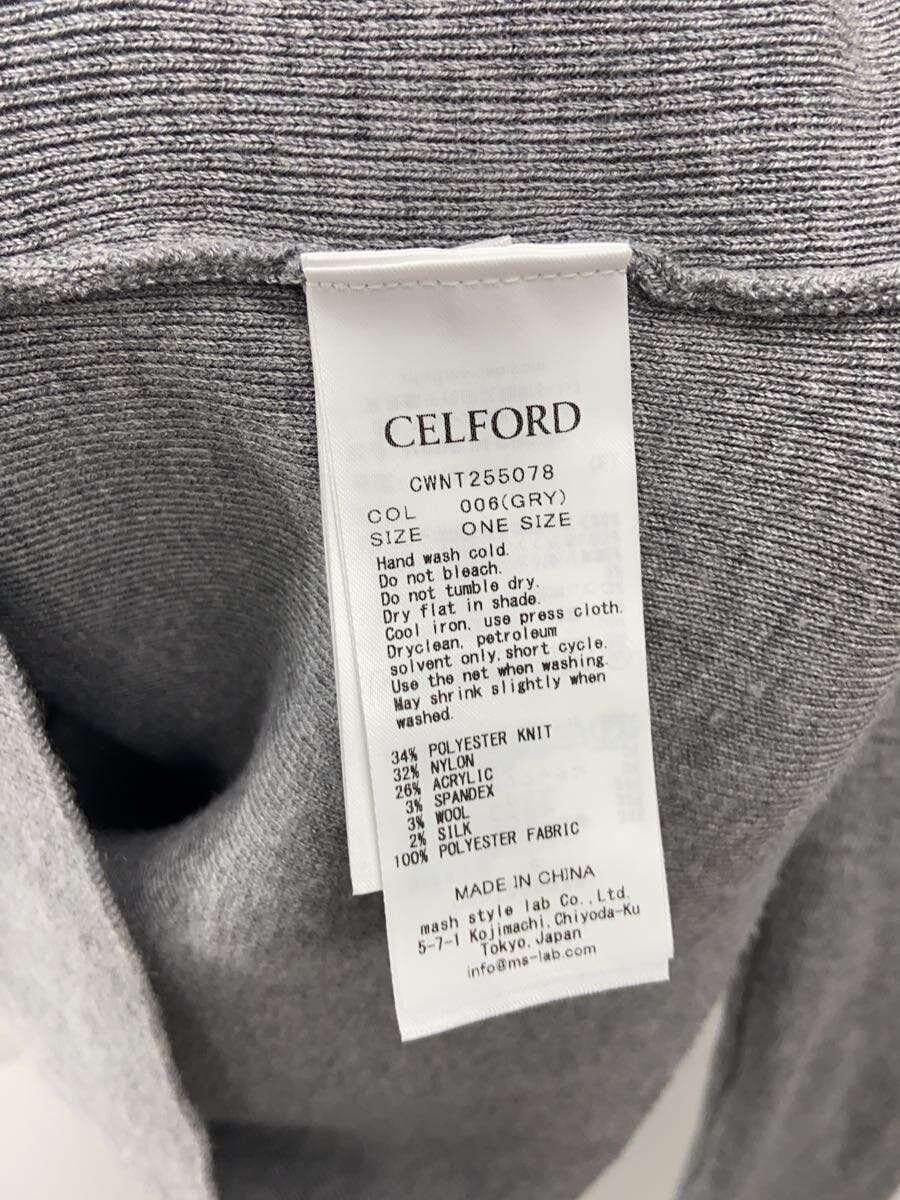 CELFORD
CWNT255078
COL 006(GRY)
SIZE ONE SIZE
Hand wash cold.
Do not bleach.
Do not tumble dry.
Dry flat in shade.
Cool iron, use press cloth.
Dryclean, petroleum
solvent only, short cycle.
Use the net when washing.
May shrink slightly when
washed.
34% POLYESTER KNIT
32% NYLON
26% ACRYLIC
3% SPANDEX
3% WOOL
2% SILK
100% POLYESTER FABRIC
MADE IN CHINA
mash style lab Co.,Ltd.
5-7-1 Kojimachi, Chiyoda-Ku
Tokyo, Japan
info@ms-lab.com